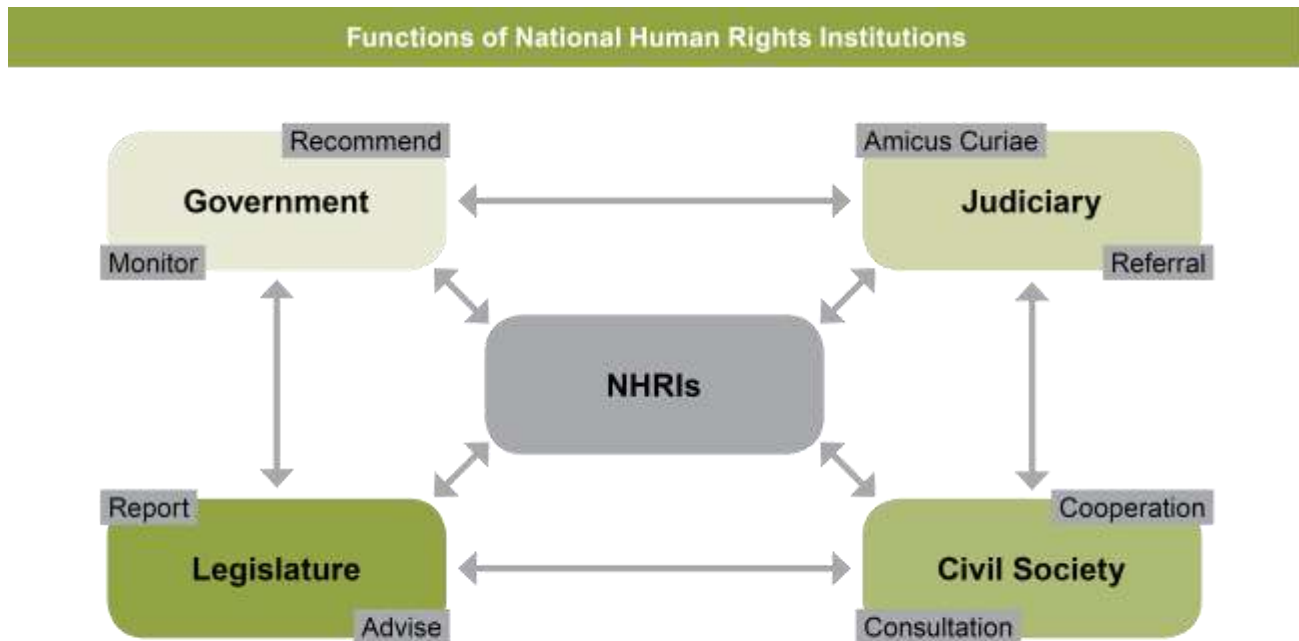 Functions of National Human Rights Institutions
Recommend
Government
Monitor
Amicus Curiae
Judiciary
Referral
NHRIs
Report
Legislature
Advise
Cooperation
Civil Society
Consultation